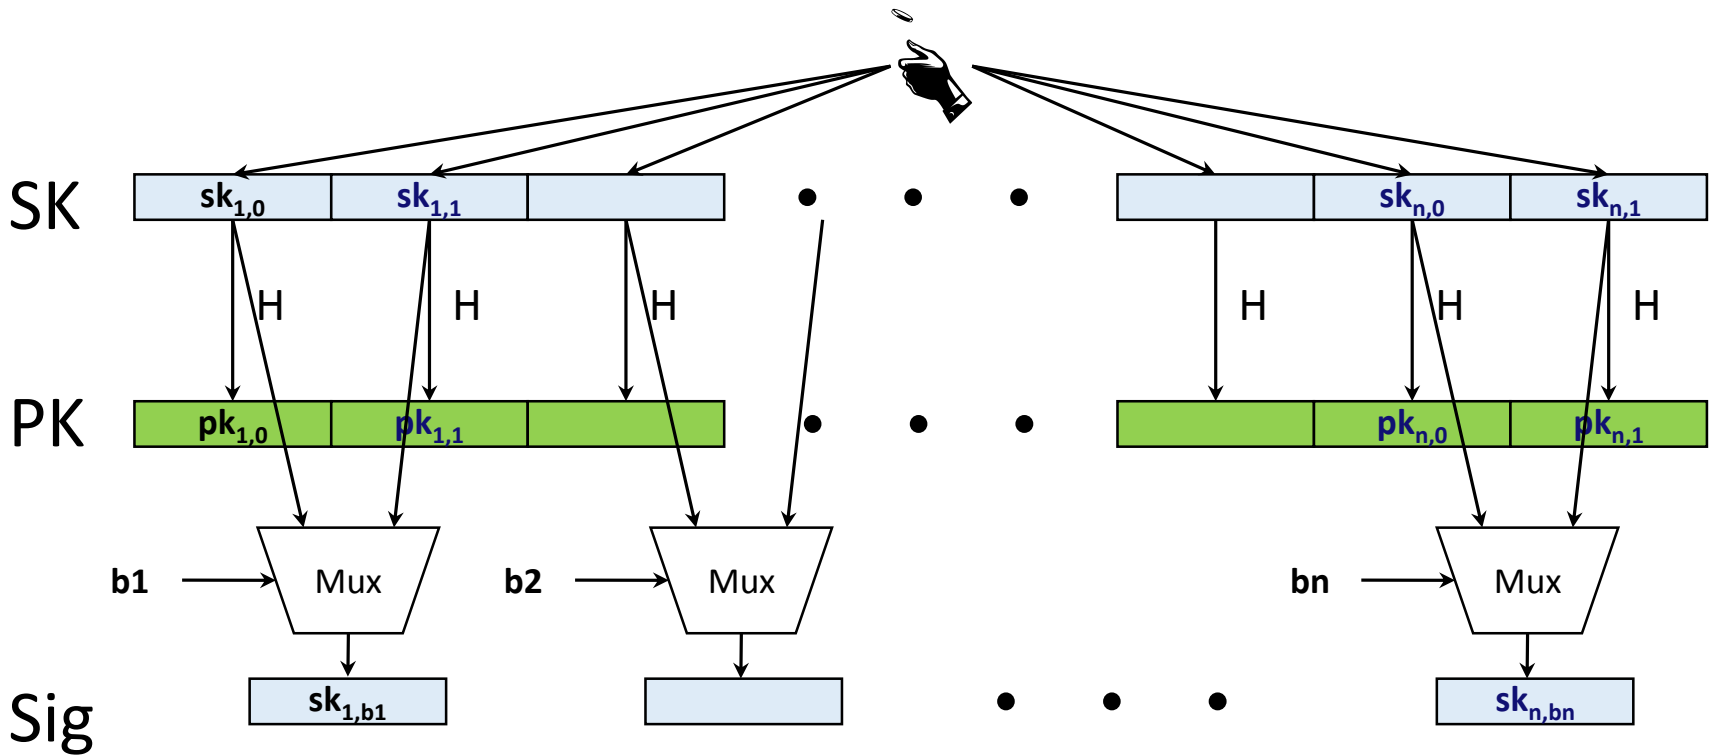 SK sk1,0 sk1,1 skn,0 skn,1
H H H H H H
PK pk1,0 pk1,1 pkn,0 pkn,1
b1 Mux b2 Mux bn Mux
Sig sk1,b1 skn,bn